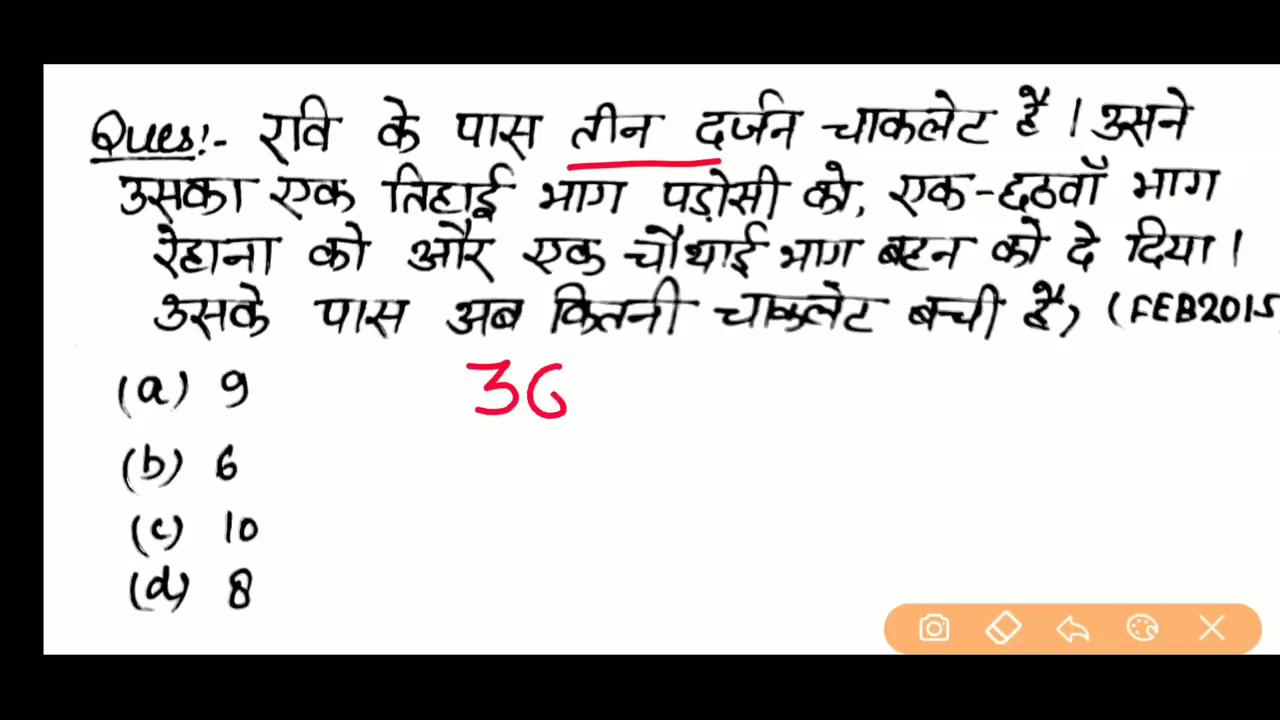 Ques:- रवि के पास तीन दर्जन चाकलेट है । उसने
उसका एक तिहाई भाग पड़ोसी को, एक-छठवाँ भाग
रेहाना को और एक चौथाई भाग बहन को दे दिया ।
उसके पास अब कितनी चाकलेट बची है, (FEB2015
(a) 9
36
(b) 6
(c) 10
(d) 8